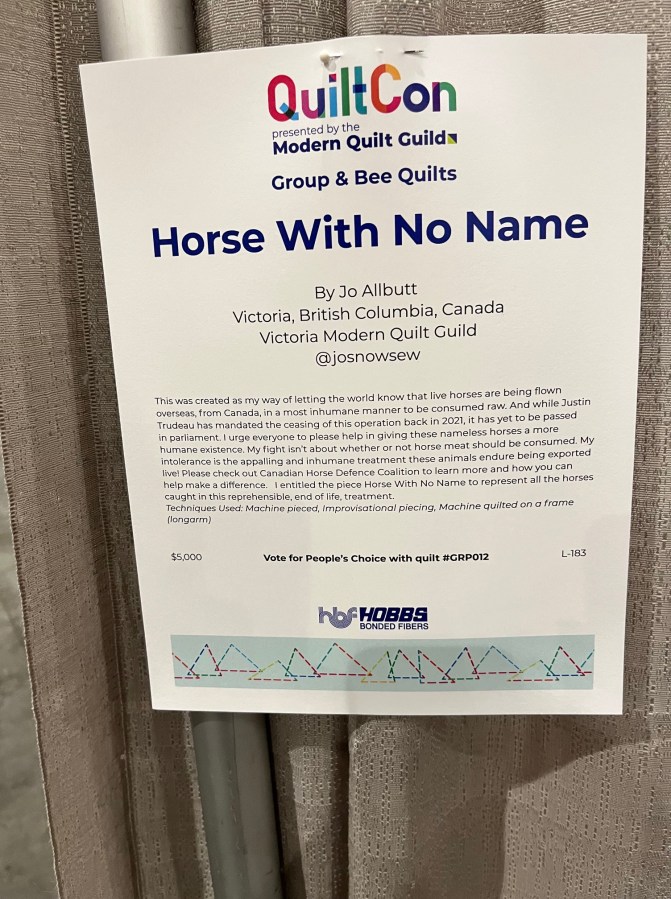 QuiltCon
presented by the
Modern Quilt Guild
Group & Bee Quilts
Horse With No Name
By Jo Allbutt
Victoria, British Columbia, Canada
Victoria Modern Quilt Guild
@josnowsew
This was created as my way of letting the world know that live horses are being flown
overseas, from Canada, in a most inhumane manner to be consumed raw. And while Justin
Trudeau has mandated the ceasing of this operation back in 2021, it has yet to be passed
in parliament. I urge everyone to please help in giving these nameless horses a more
humane existence. My fight isn't about whether or not horse meat should be consumed. My
intolerance is the appalling and inhumane treatment these animals endure being exported
live! Please check out Canadian Horse Defence Coalition to learn more and how you can
help make a difference. I entitled the piece Horse With No Name to represent all the horses
caught in this reprehensible, end of life, treatment.
Techniques Used: Machine pieced, Improvisational piecing, Machine quilted on a frame
(longarm)
$5,000 Vote for People's Choice with quilt #GRP012 L-183
hbf HOBBS
BONDED FIBERS